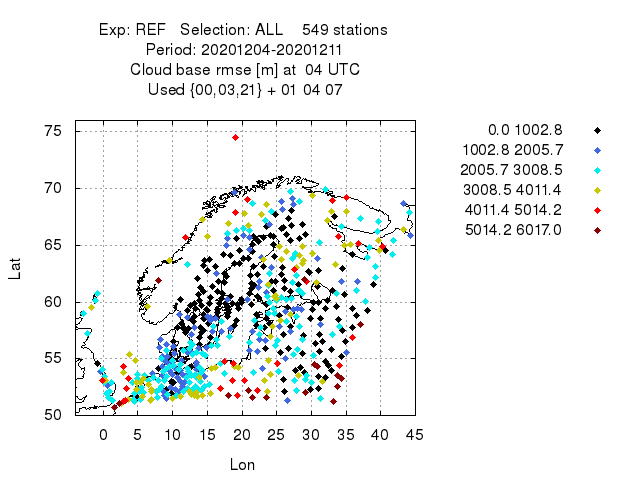 Exp: REF   Selection: ALL    549 stations
Period: 20201204-20201211
Cloud base rmse [m] at  04 UTC
Used {00,03,21} + 01 04 07
0.0 1002.8
1002.8 2005.7
2005.7 3008.5
3008.5 4011.4
4011.4 5014.2
5014.2 6017.0
75
70
65
60
55
50
Lat
0 5 10 15 20 25 30 35 40 45
Lon